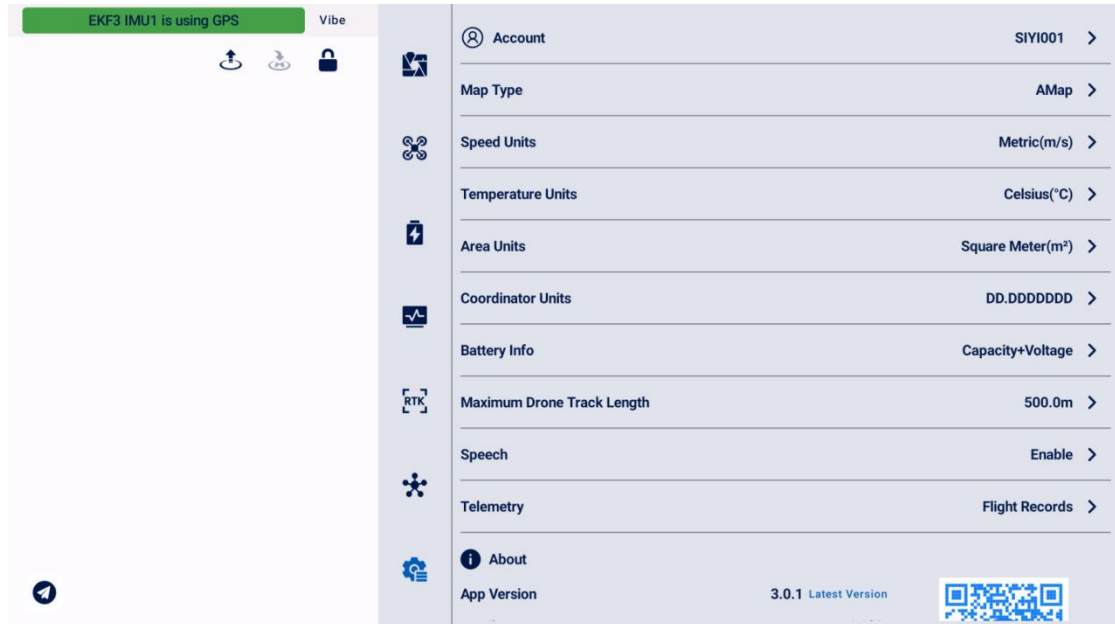 EKF3 IMU1 is using GPS Vibe
Account SIYI001
Map Type AMap
Speed Units Metric(m/s)
Temperature Units Celsius(°C)
Area Units Square Meter(m²)
Coordinator Units DD.DDDDDDD
Battery Info Capacity+Voltage
RTK
Maximum Drone Track Length 500.0m
Speech Enable
Telemetry Flight Records
About
App Version 3.0.1 Latest Version